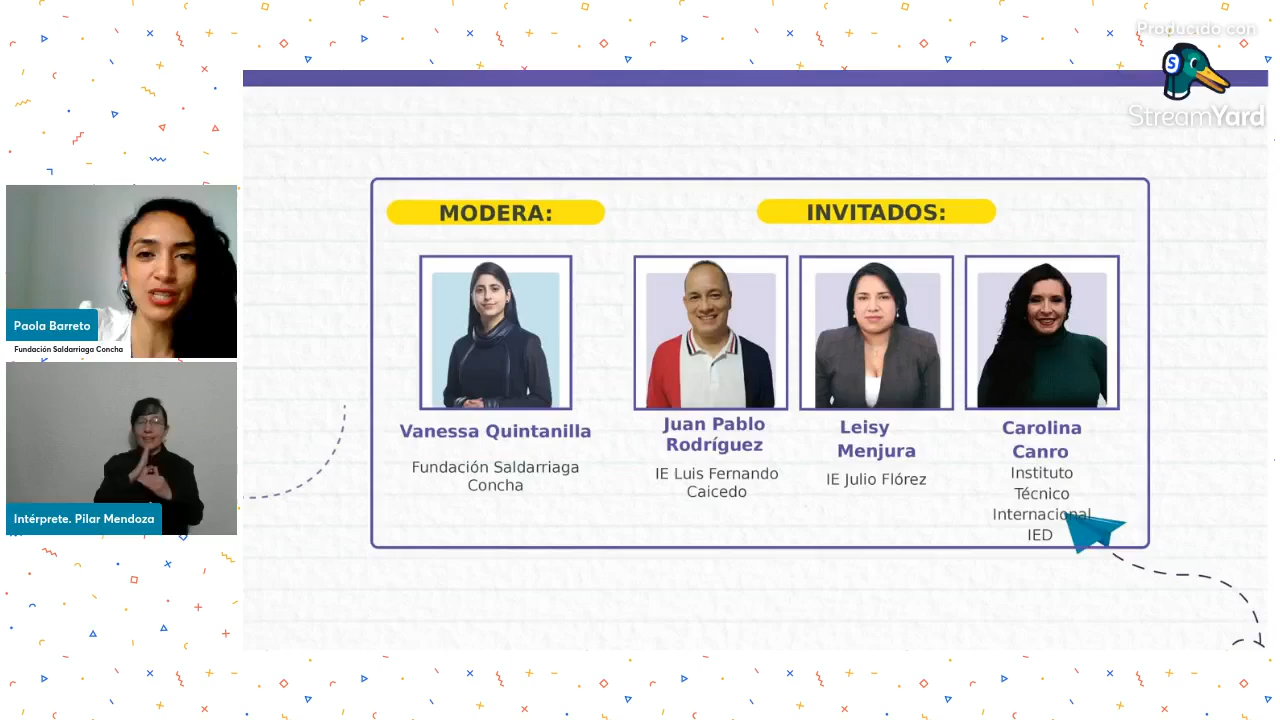 Producido con
StreamYard
MODERA:
INVITADOS:
Paola Barreto
Fundación Saldarriaga Concha
Intérprete. Pilar Mendoza
Vanessa Quintanilla
Fundación Saldarriaga
Concha
Juan Pablo
Rodríguez
IE Luis Fernando
Caicedo
Leisy
Menjura
IE Julio Flórez
Carolina
Canro
Instituto
Técnico
Internacional
IED